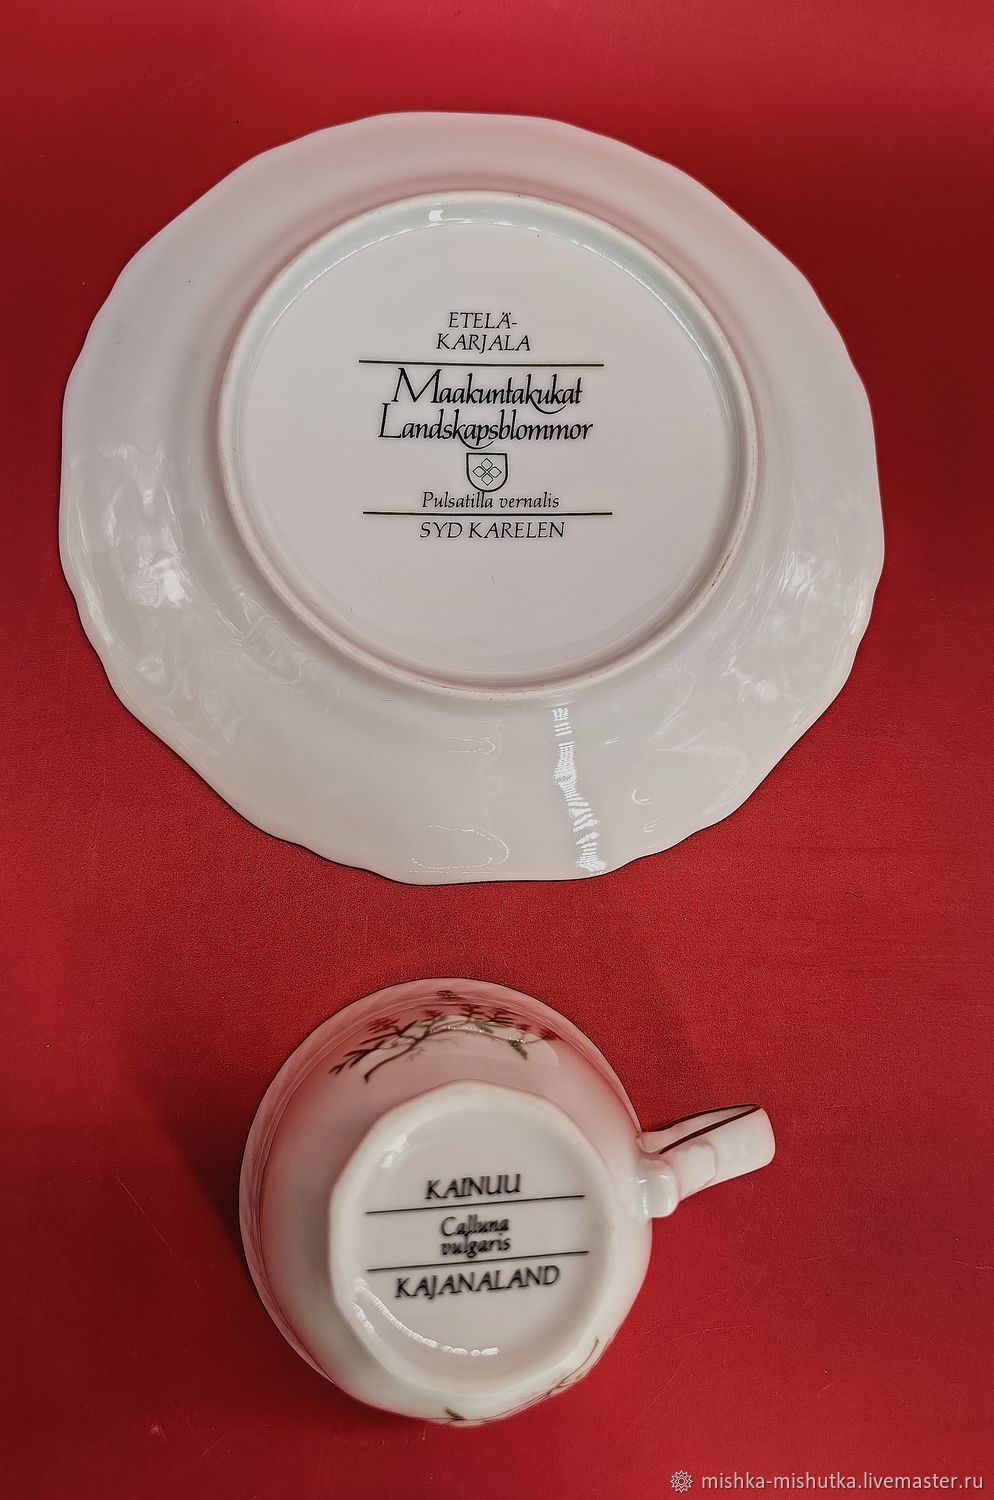 ETELÄ-
KARJALA
Maakuntakukat
Landskapsblommor
Pulsatilla vernalis
SYD KARELEN
KAINUU
Calluna
vulgaris
KAJANALAND
mishka-mishutka.livemaster.ru